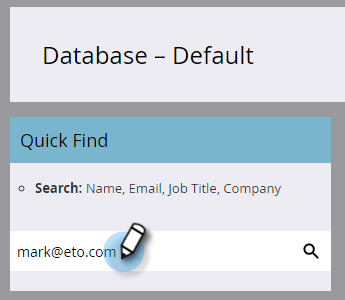 Database – Default
Quick Find
Search: Name, Email, Job Title, Company
mark@eto.com